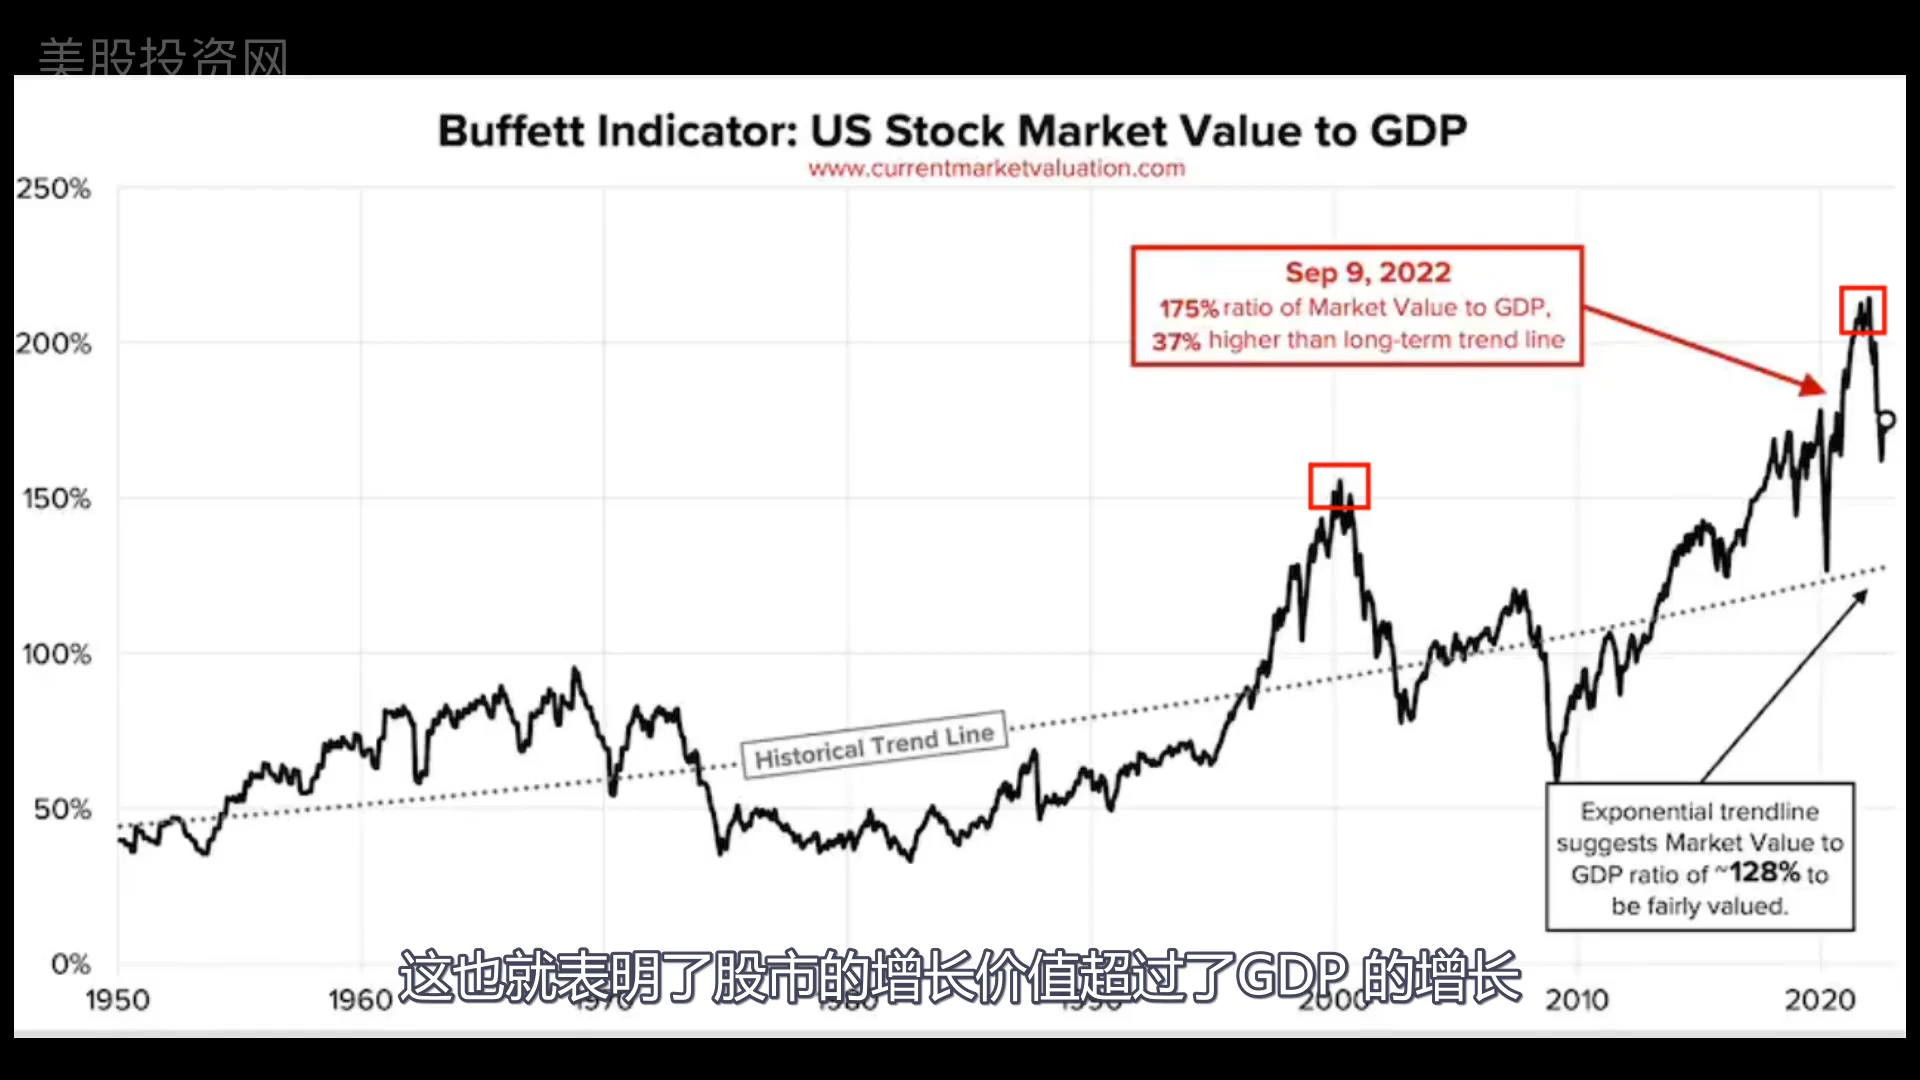 美股投资网
Buffett Indicator: US Stock Market Value to GDP
www.currentmarketvaluation.com
250%
200%
150%
100%
50%
0%
Sep 9, 2022
175% ratio of Market Value to GDP,
37% higher than long-term trend line
Historical Trend Line
Exponential trendline
suggests Market Value to
GDP ratio of ~128% to
be fairly valued.
这也就表明了股市的增长价值超过了GDP 的增长
1950 1960 1970 1980 1990 2000 2010 2020